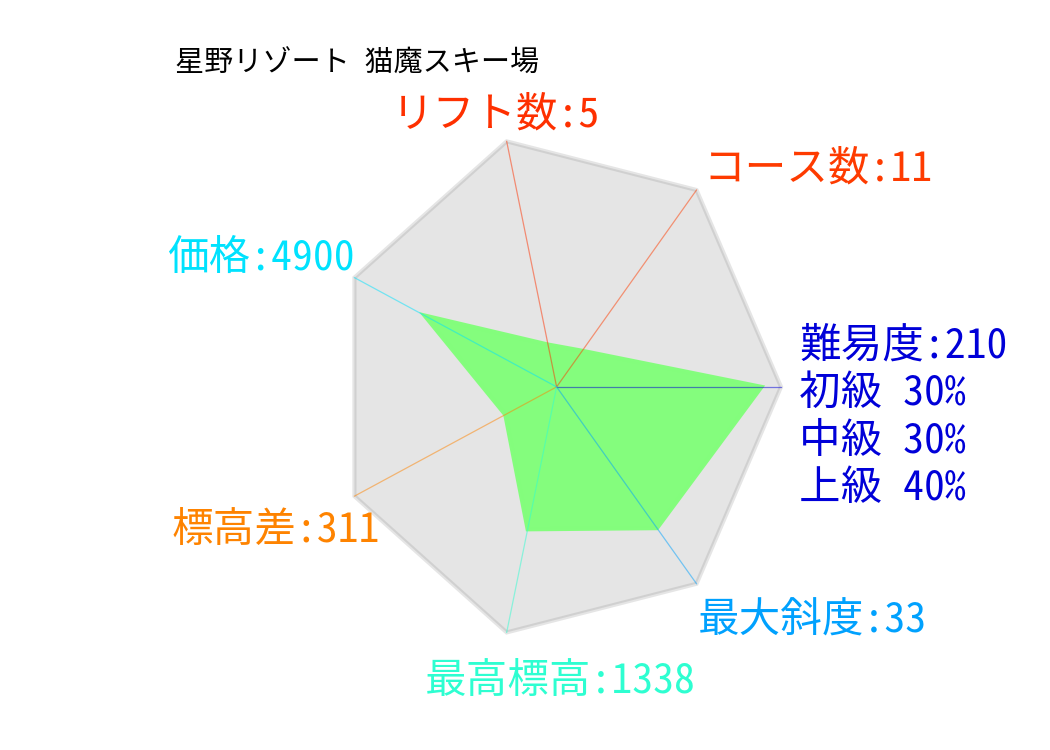 星野リゾート 猫魔スキー場
リフト数:5
コース数:11
価格:4900
難易度:210
初級 30%
中級 30%
上級 40%
標高差:311
最大斜度:33
最高標高:1338